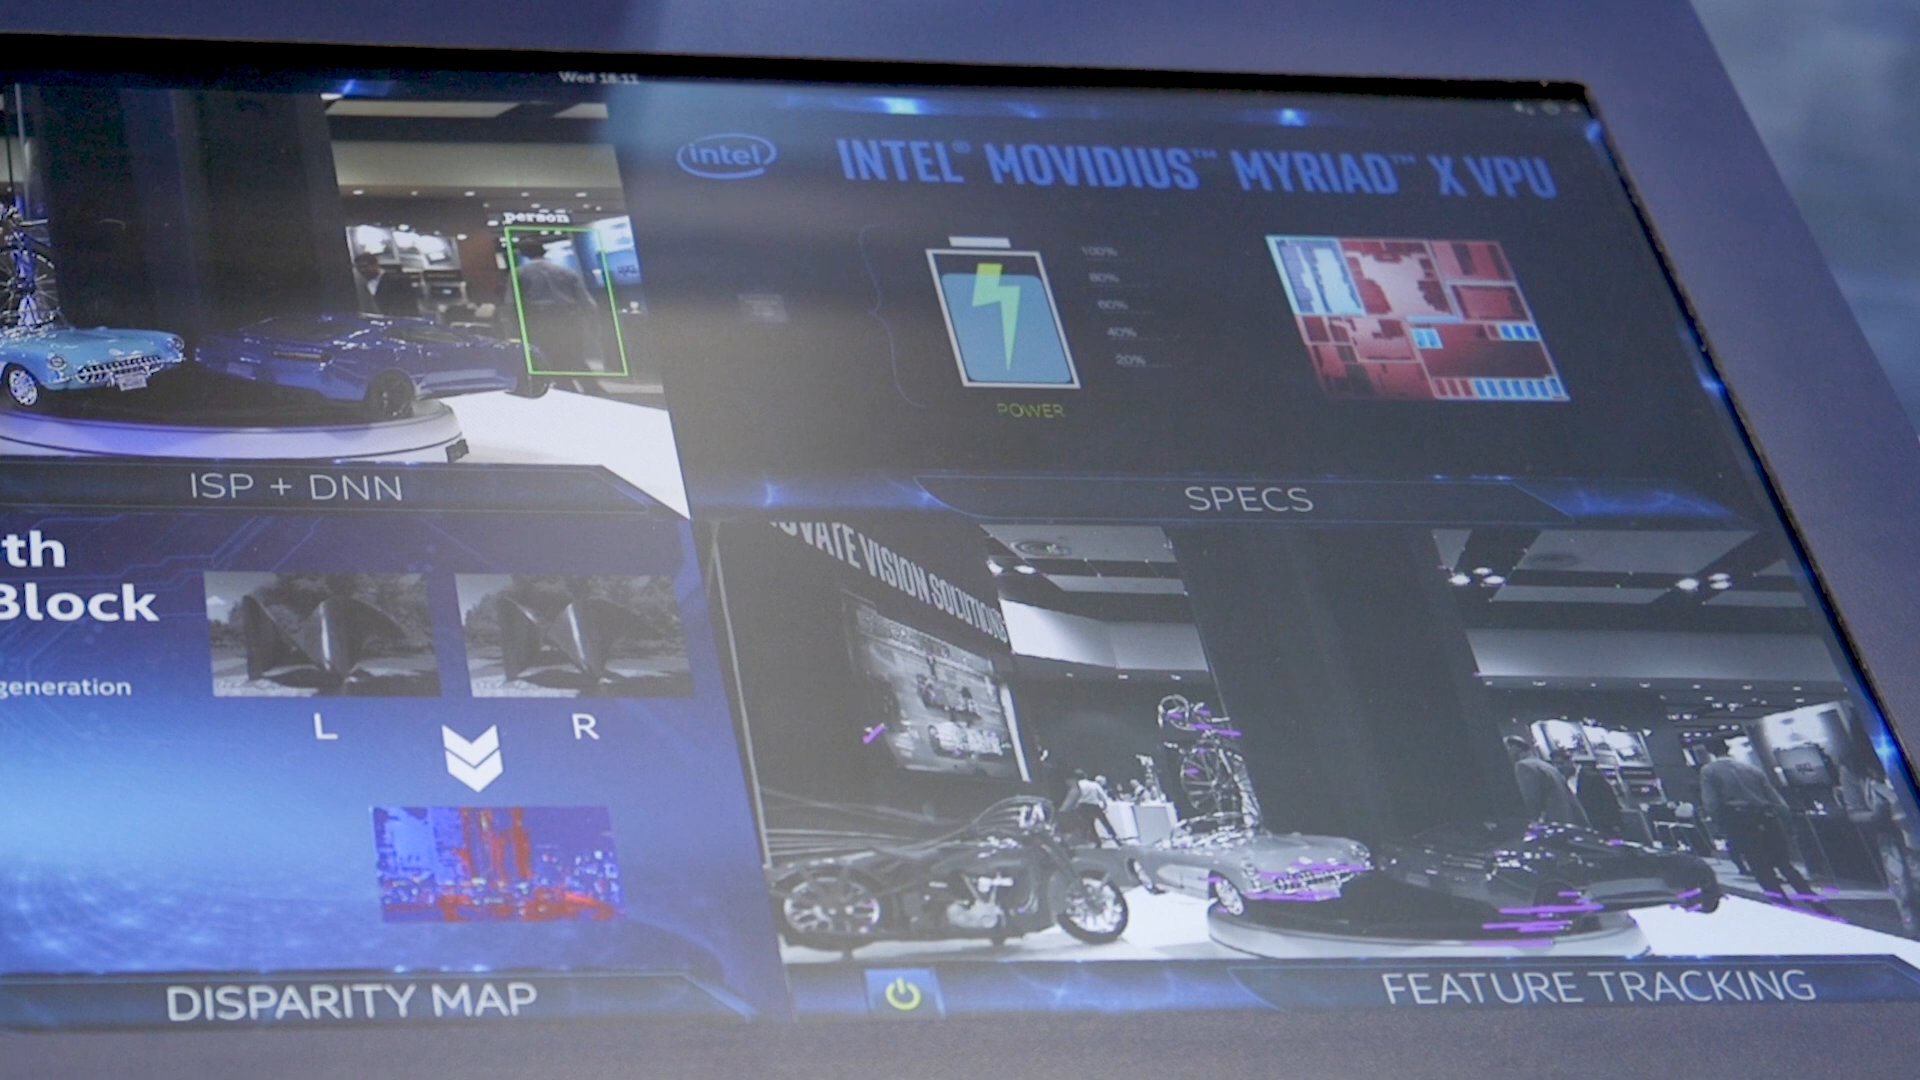 Wed 18:11
intel
INTEL® MOVIDIUS™ MYRIAD™ X VPU
person
100%
80%
60%
40%
20%
POWER
ISP + DNN
SPECS
th
Block
generation
L
R
OVATE VISION SOLUTIONS
DISPARITY MAP
FEATURE TRACKING